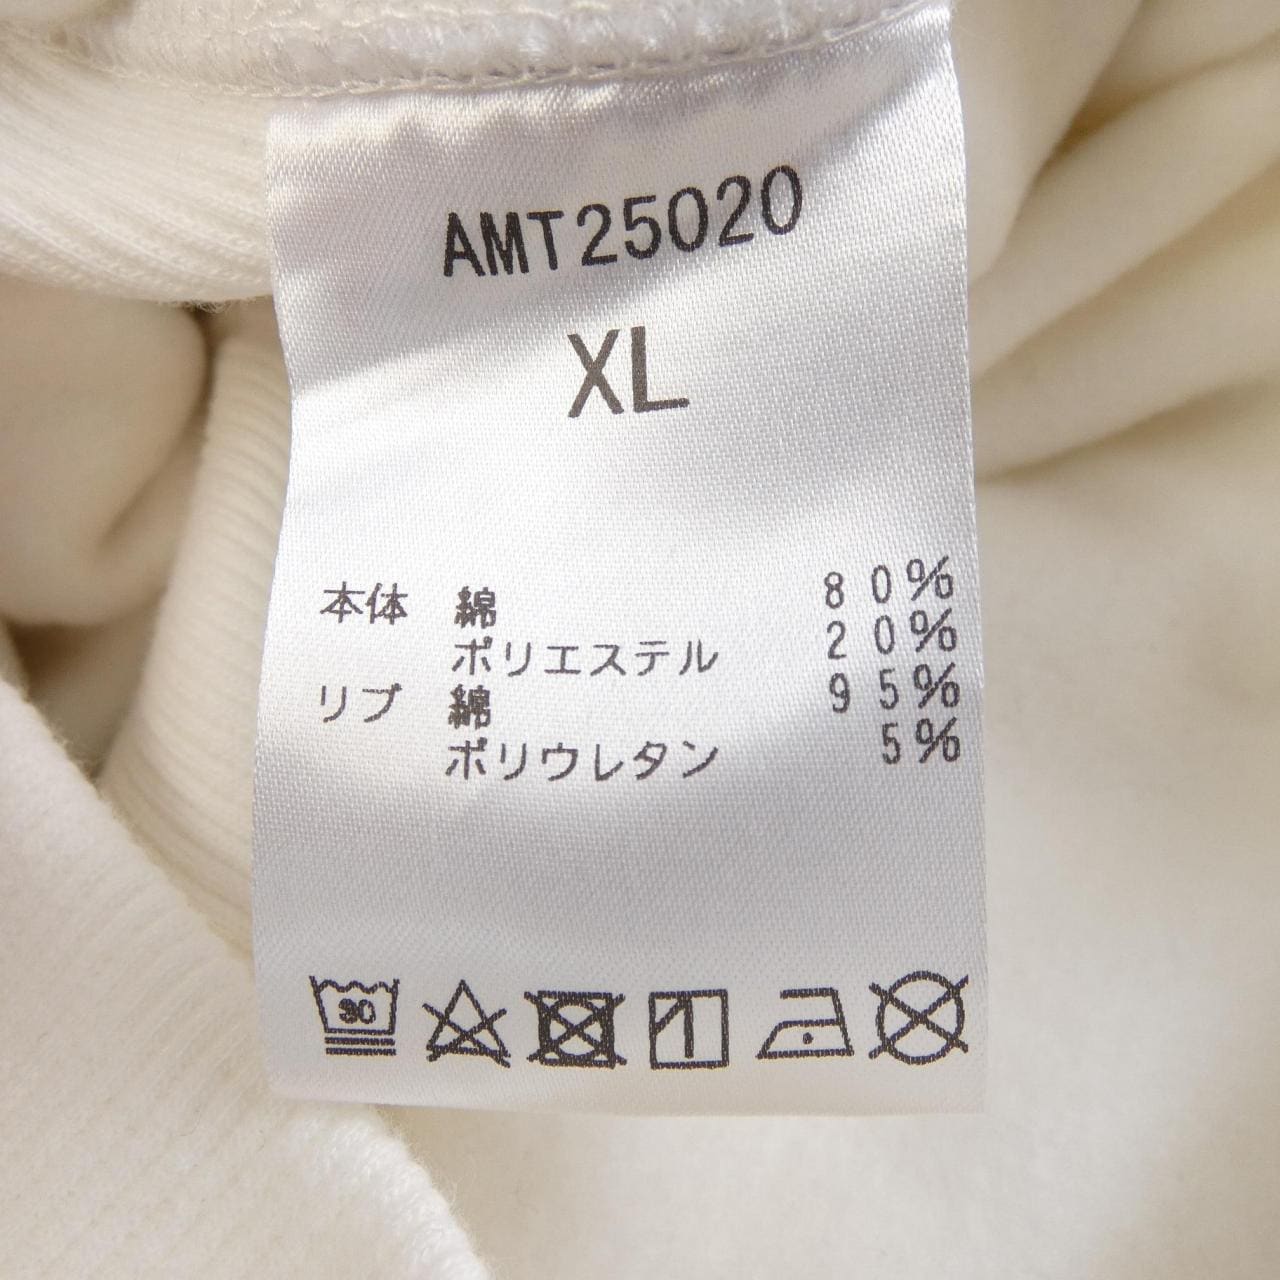 AMT25020
XL
本体 綿 80%
ポリエステル 20%
リブ 綿 95%
ポリウレタン 5%
30